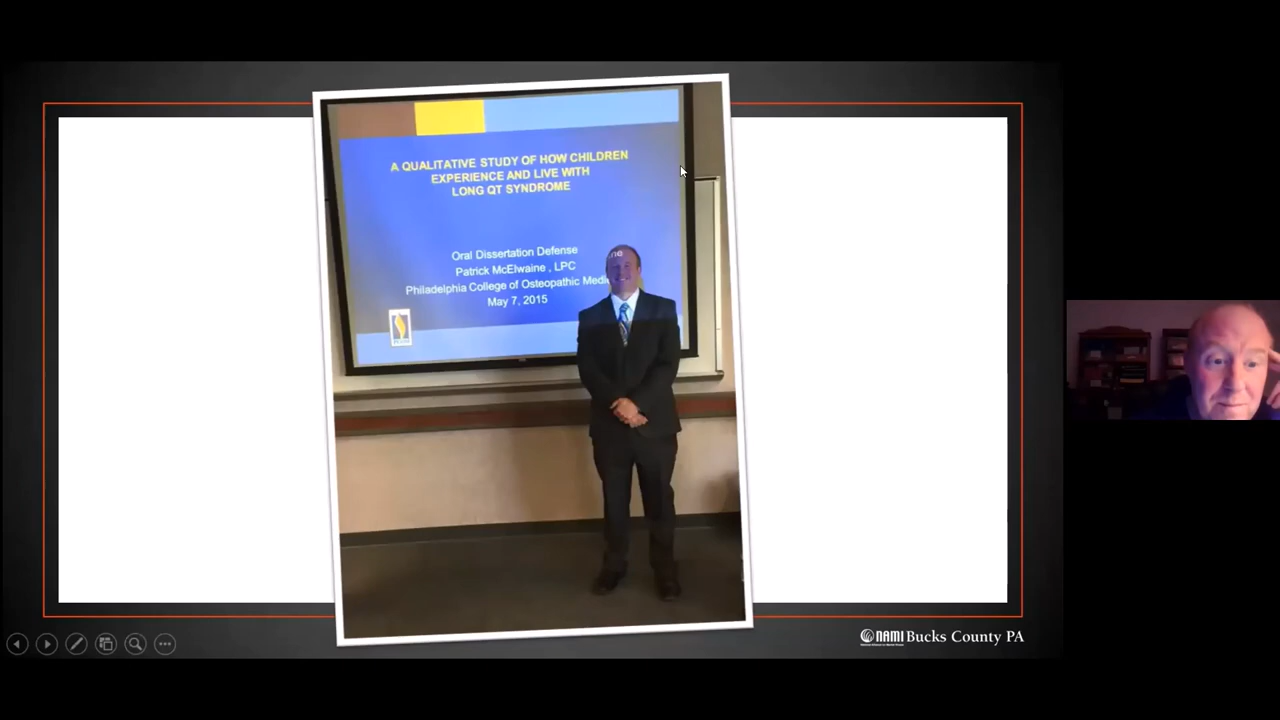 A QUALITATIVE STUDY OF HOW CHILDREN
EXPERIENCE AND LIVE WITH
LONG QT SYNDROME
Oral Dissertation Defense
Patrick McElwaine , LPC
Philadelphia College of Osteopathic
May 7, 2015
NAMI Bucks County PA